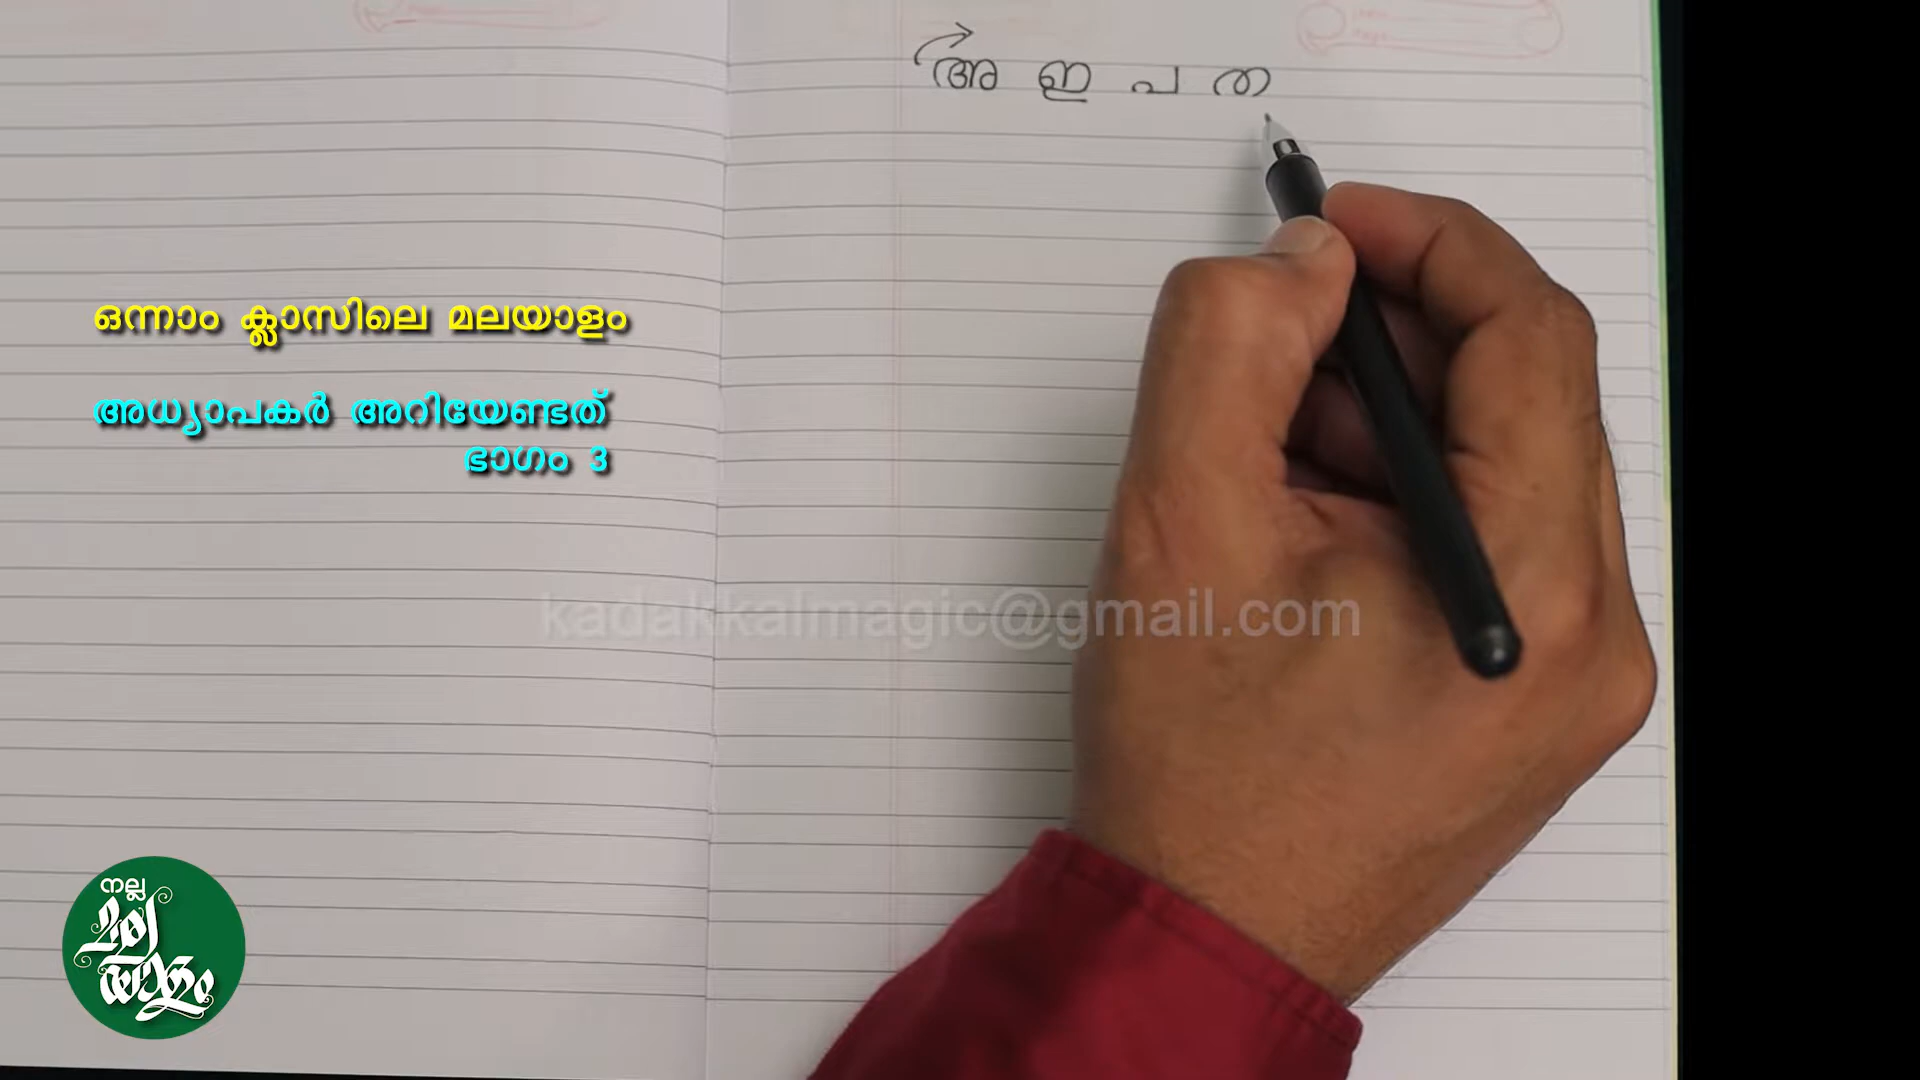 അ ഇ പ ത
ഒന്നാം ക്ലാസിലെ മലയാളം
അധ്യാപകർ അറിയേണ്ടത്
ഭാഗം 3
kadakkalmagic@gmail.com
നല്ല
മലയാളം